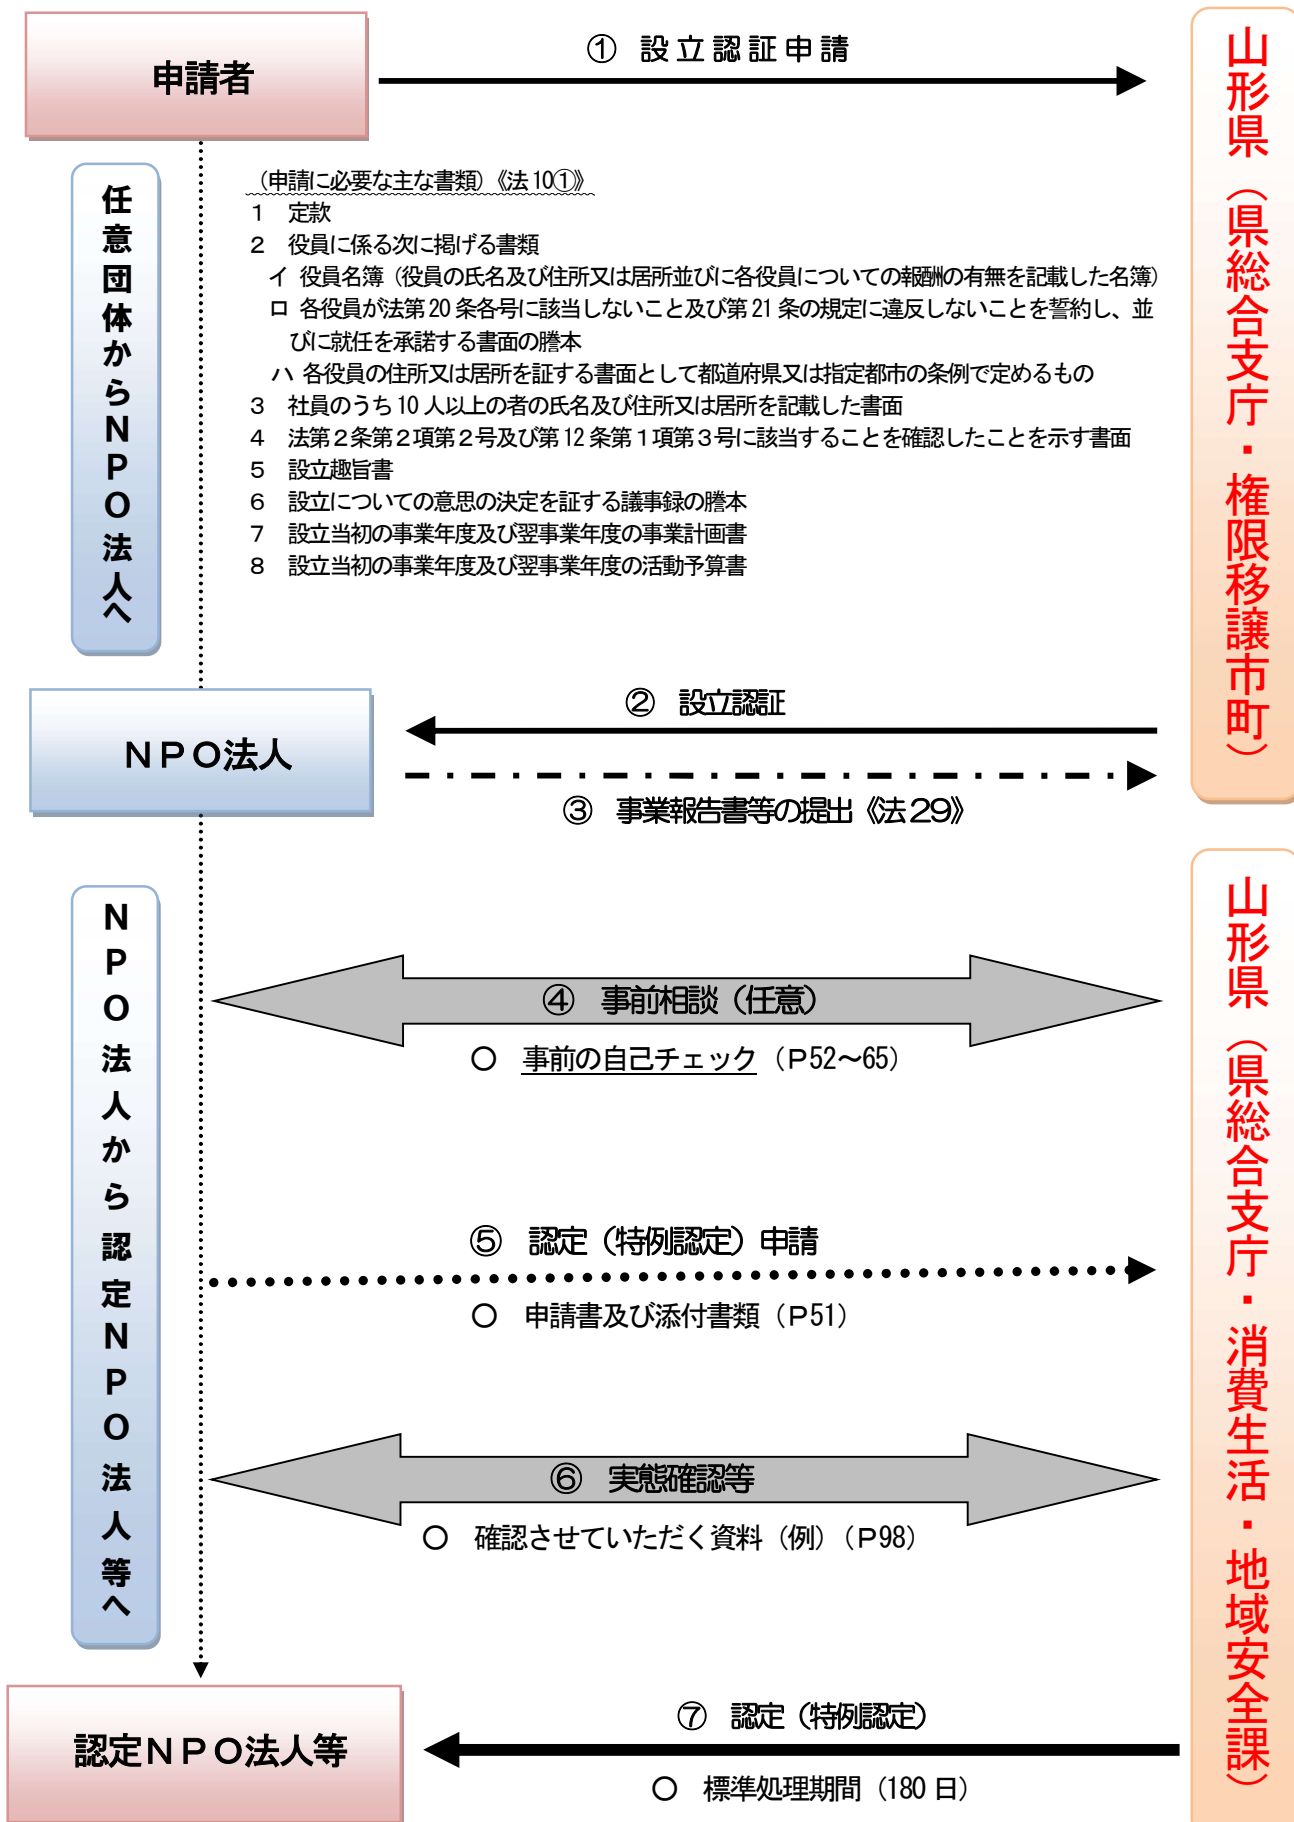 申請者
① 設立認証申請
山形県（県総合支庁・権限移譲市町）
任意団体からNPO法人へ
（申請に必要な主な書類）《法10①》
1 定款
2 役員に係る次に掲げる書類
イ 役員名簿（役員の氏名及び住所又は居所並びに各役員についての報酬の有無を記載した名簿）
ロ 各役員が法第20条各号に該当しないこと及び第21条の規定に違反しないことを誓約し、並
びに就任を承諾する書面の謄本
ハ 各役員の住所又は居所を証する書面として都道府県又は指定都市の条例で定めるもの
3 社員のうち10人以上の者の氏名及び住所又は居所を記載した書面
4 法第２条第２項第２号及び第12条第１項第３号に該当することを確認したことを示す書面
5 設立趣旨書
6 設立についての意思の決定を証する議事録の謄本
7 設立当初の事業年度及び翌事業年度の事業計画書
8 設立当初の事業年度及び翌事業年度の活動予算書
ＮＰＯ法人
② 設立認証
③ 事業報告書等の提出《法29》
山形県（県総合支庁・消費生活・地域安全課）
NPO法人から認定NPO法人等へ
④ 事前相談（任意）
○ 事前の自己チェック（Ｐ52～65）
⑤ 認定（特例認定）申請
○ 申請書及び添付書類（Ｐ51）
⑥ 実態確認等
○ 確認させていただく資料（例）（Ｐ98）
認定ＮＰＯ法人等
⑦ 認定（特例認定）
○ 標準処理期間（180日）